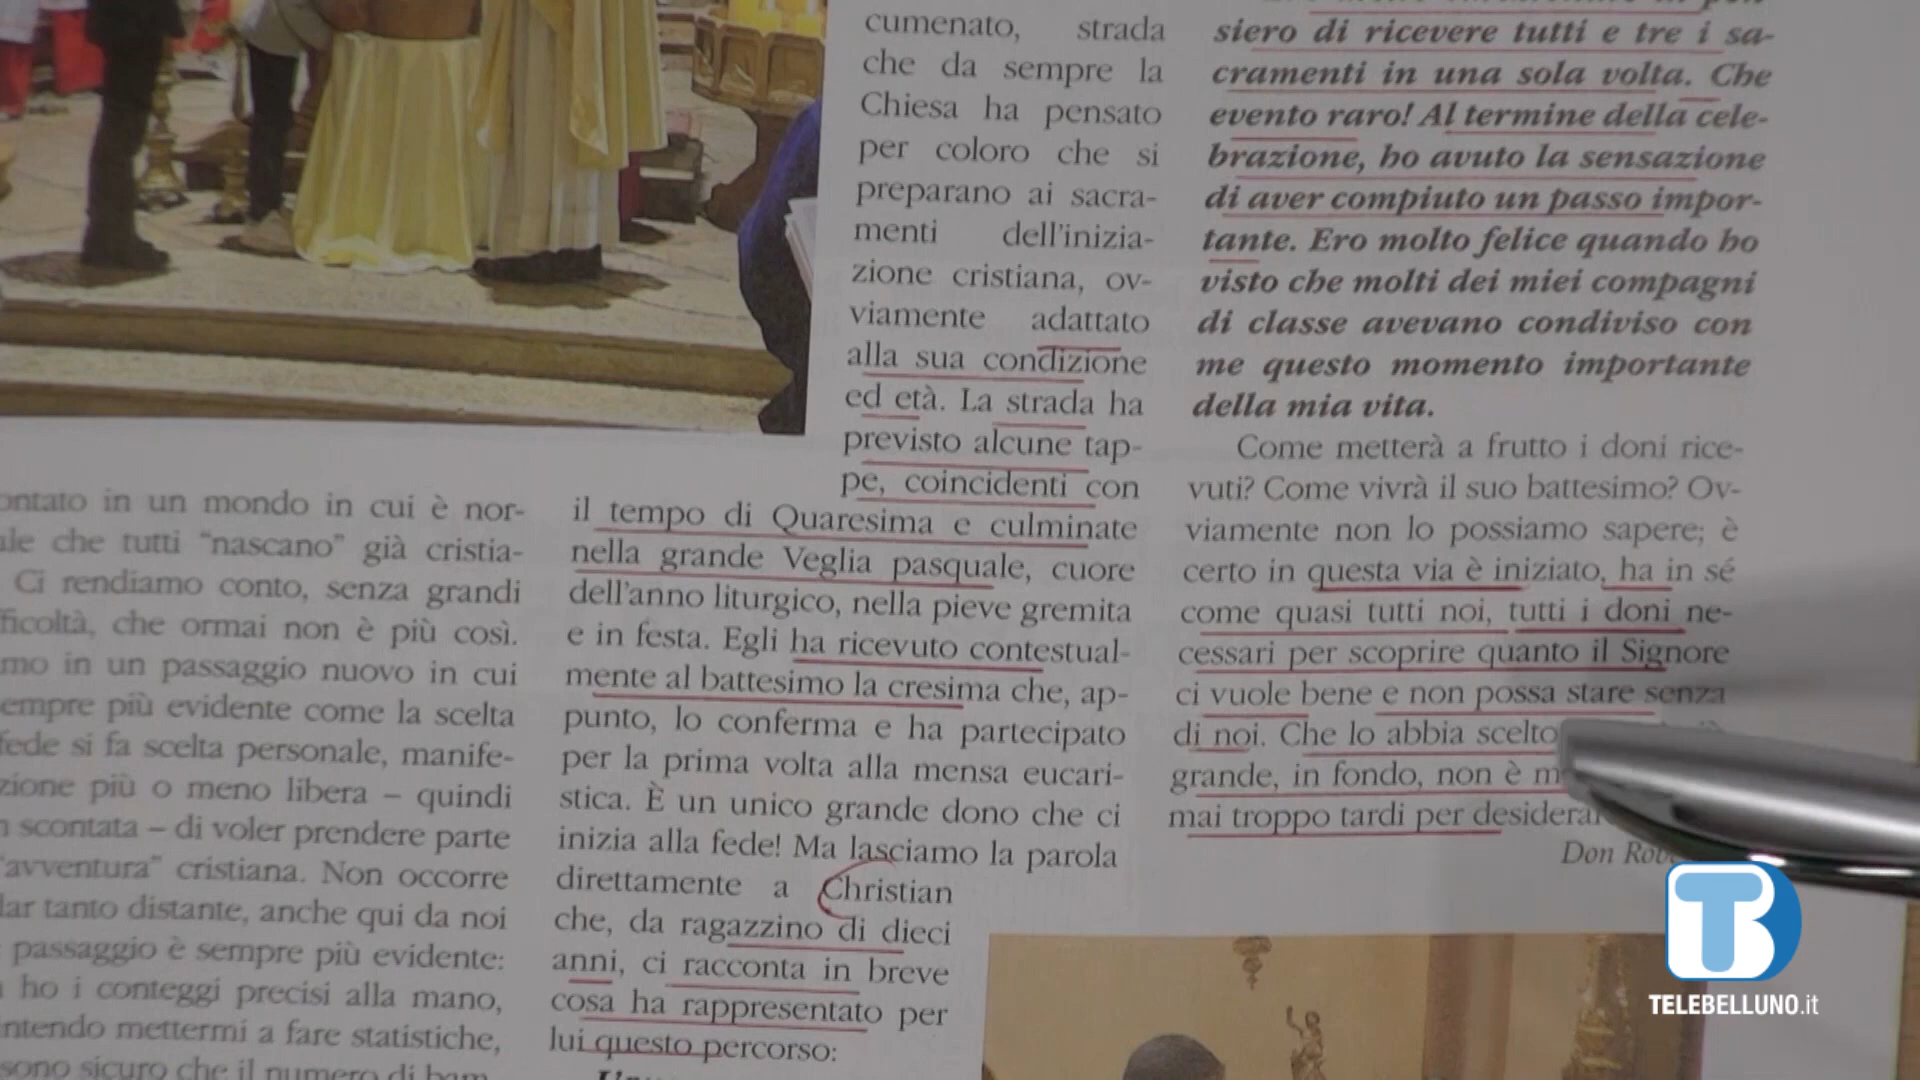 ontato in un mondo in cui è nor-
ale che tutti “nascano” già cristia-
Ci rendiamo conto, senza grandi
fficoltà, che ormai non è più così.
mo in un passaggio nuovo in cui
empre più evidente come la scelta
fede si fa scelta personale, manife-
zione più o meno libera – quindi
n scontata – di voler prendere parte
“avventura” cristiana. Non occorre
lar tanto distante, anche qui da noi
passaggio è sempre più evidente:
ho i conteggi precisi alla mano,
ntendo mettermi a fare statistiche,
sono sicuro che il numero di bam
cumenato, strada
che da sempre la
Chiesa ha pensato
per coloro che si
preparano ai sacra-
menti dell’inizia-
zione cristiana, ov-
viamente adattato
alla sua condizione
ed età. La strada ha
previsto alcune tap-
pe, coincidenti con
il tempo di Quaresima e culminate
nella grande Veglia pasquale, cuore
dell’anno liturgico, nella pieve gremita
e in festa. Egli ha ricevuto contestual-
mente al battesimo la cresima che, ap-
punto, lo conferma e ha partecipato
per la prima volta alla mensa eucari-
stica. È un unico grande dono che ci
inizia alla fede! Ma lasciamo la parola
direttamente a Christian
che, da ragazzino di dieci
anni, ci racconta in breve
cosa ha rappresentato per
lui questo percorso:
siero di ricevere tutti e tre i sa-
cramenti in una sola volta. Che
evento raro! Al termine della cele-
brazione, ho avuto la sensazione
di aver compiuto un passo impor-
tante. Ero molto felice quando ho
visto che molti dei miei compagni
di classe avevano condiviso con
me questo momento importante
della mia vita.
Come metterà a frutto i doni rice-
vuti? Come vivrà il suo battesimo? Ov-
viamente non lo possiamo sapere; è
certo in questa via è iniziato, ha in sé
come quasi tutti noi, tutti i doni ne-
cessari per scoprire quanto il Signore
ci vuole bene e non possa stare senza
di noi. Che lo abbia scelto
grande, in fondo, non è m
mai troppo tardi per desiderar
Don Rob
TB
TELEBELLUNO.it